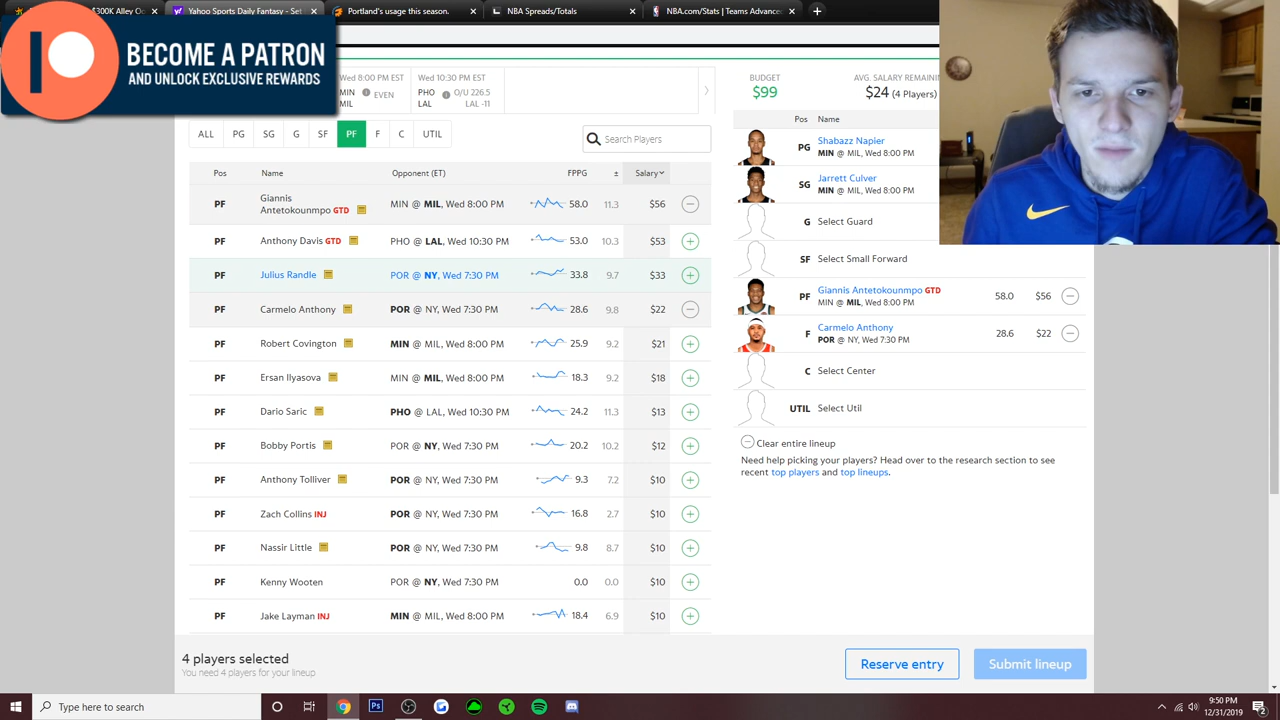 $300K Alley
Portland's usage this season.
Totals | Stats | NBA.com
NBA.com/Stats | Teams Advance
BECOME A PATRON
AND UNLOCK EXCLUSIVE REWARDS
Wed 8:00 PM EST
MIN EVEN
MIL
Wed 10:30 PM EST
PHO O/U 226.5
LAL LAL -11
BUDGET
$99
AVG. SALARY REMAIN
$24 (4 Players)
ALL PG SG G SF PF F C UTIL
Search Players
Pos Name Opponent (ET) FPPG ± Salary
PF Giannis Antetokounmpo GTD MIN @ MIL, Wed 8:00 PM 58.0 11.3 $56
PF Anthony Davis GTD PHO @ LAL, Wed 10:30 PM 53.0 10.3 $53
PF Julius Randle POR @ NY, Wed 7:30 PM 33.8 9.7 $33
PF Carmelo Anthony POR @ NY, Wed 7:30 PM 28.6 9.8 $22
PF Robert Covington MIN @ MIL, Wed 8:00 PM 25.9 9.2 $21
PF Ersan Ilyasova MIN @ MIL, Wed 8:00 PM 18.3 9.2 $18
PF Dario Saric PHO @ LAL, Wed 10:30 PM 24.2 11.3 $13
PF Bobby Portis POR @ NY, Wed 7:30 PM 20.2 10.2 $12
PF Anthony Tolliver POR @ NY, Wed 7:30 PM 9.3 7.2 $10
PF Zach Collins INJ POR @ NY, Wed 7:30 PM 16.8 2.7 $10
PF Nassir Little POR @ NY, Wed 7:30 PM 9.8 8.7 $10
PF Kenny Wooten POR @ NY, Wed 7:30 PM 0.0 0.0 $10
PF Jake Layman INJ MIN @ MIL, Wed 8:00 PM 18.4 6.9 $10
Pos Name
PG Shabazz Napier
MIN @ MIL, Wed 8:00 PM
SG Jarrett Culver
MIN @ MIL, Wed 8:00 PM
G Select Guard
SF Select Small Forward
PF Giannis Antetokounmpo GTD 58.0 $56
MIN @ MIL, Wed 8:00 PM
F Carmelo Anthony 28.6 $22
POR @ NY, Wed 7:30 PM
C Select Center
UTIL Select Util
Clear entire lineup
Need help picking your players? Head over to the research section to see
recent top players and top lineups.
4 players selected
You need 4 players for your lineup.
Reserve entry
Submit lineup
Type here to search
Ps
9:50 PM
12/31/2019
2